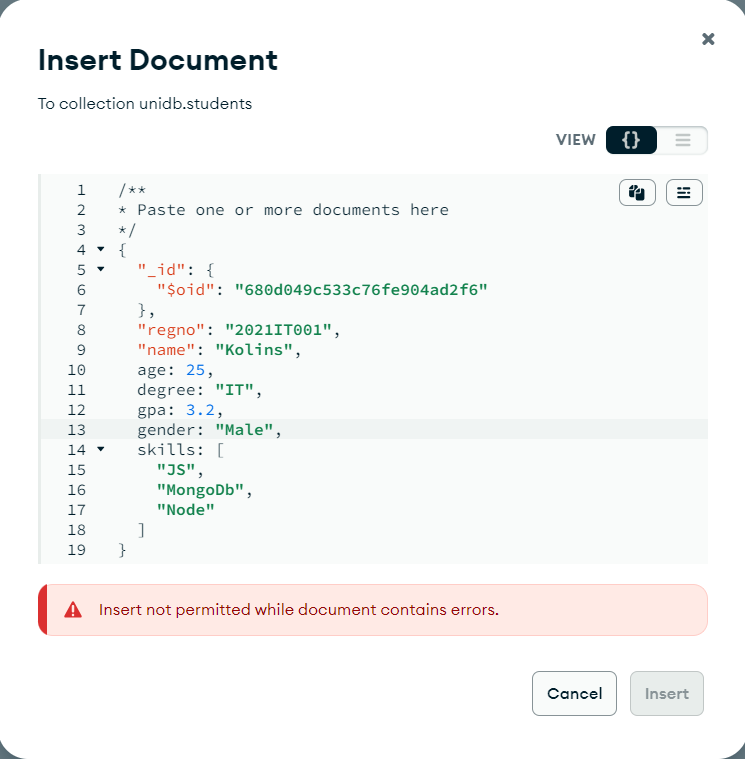 Insert Document
To collection unidb.students
VIEW {}
1 /**
2 * Paste one or more documents here
3 */
4 {
5 "_id": {
6 "$oid": "680d049c533c76fe904ad2f6"
7 },
8 "regno": "2021IT001",
9 "name": "Kolins",
10 age: 25,
11 degree: "IT",
12 gpa: 3.2,
13 gender: "Male",
14 skills: [
15 "JS",
16 "MongoDb",
17 "Node"
18 ]
19 }
Insert not permitted while document contains errors.
Cancel Insert